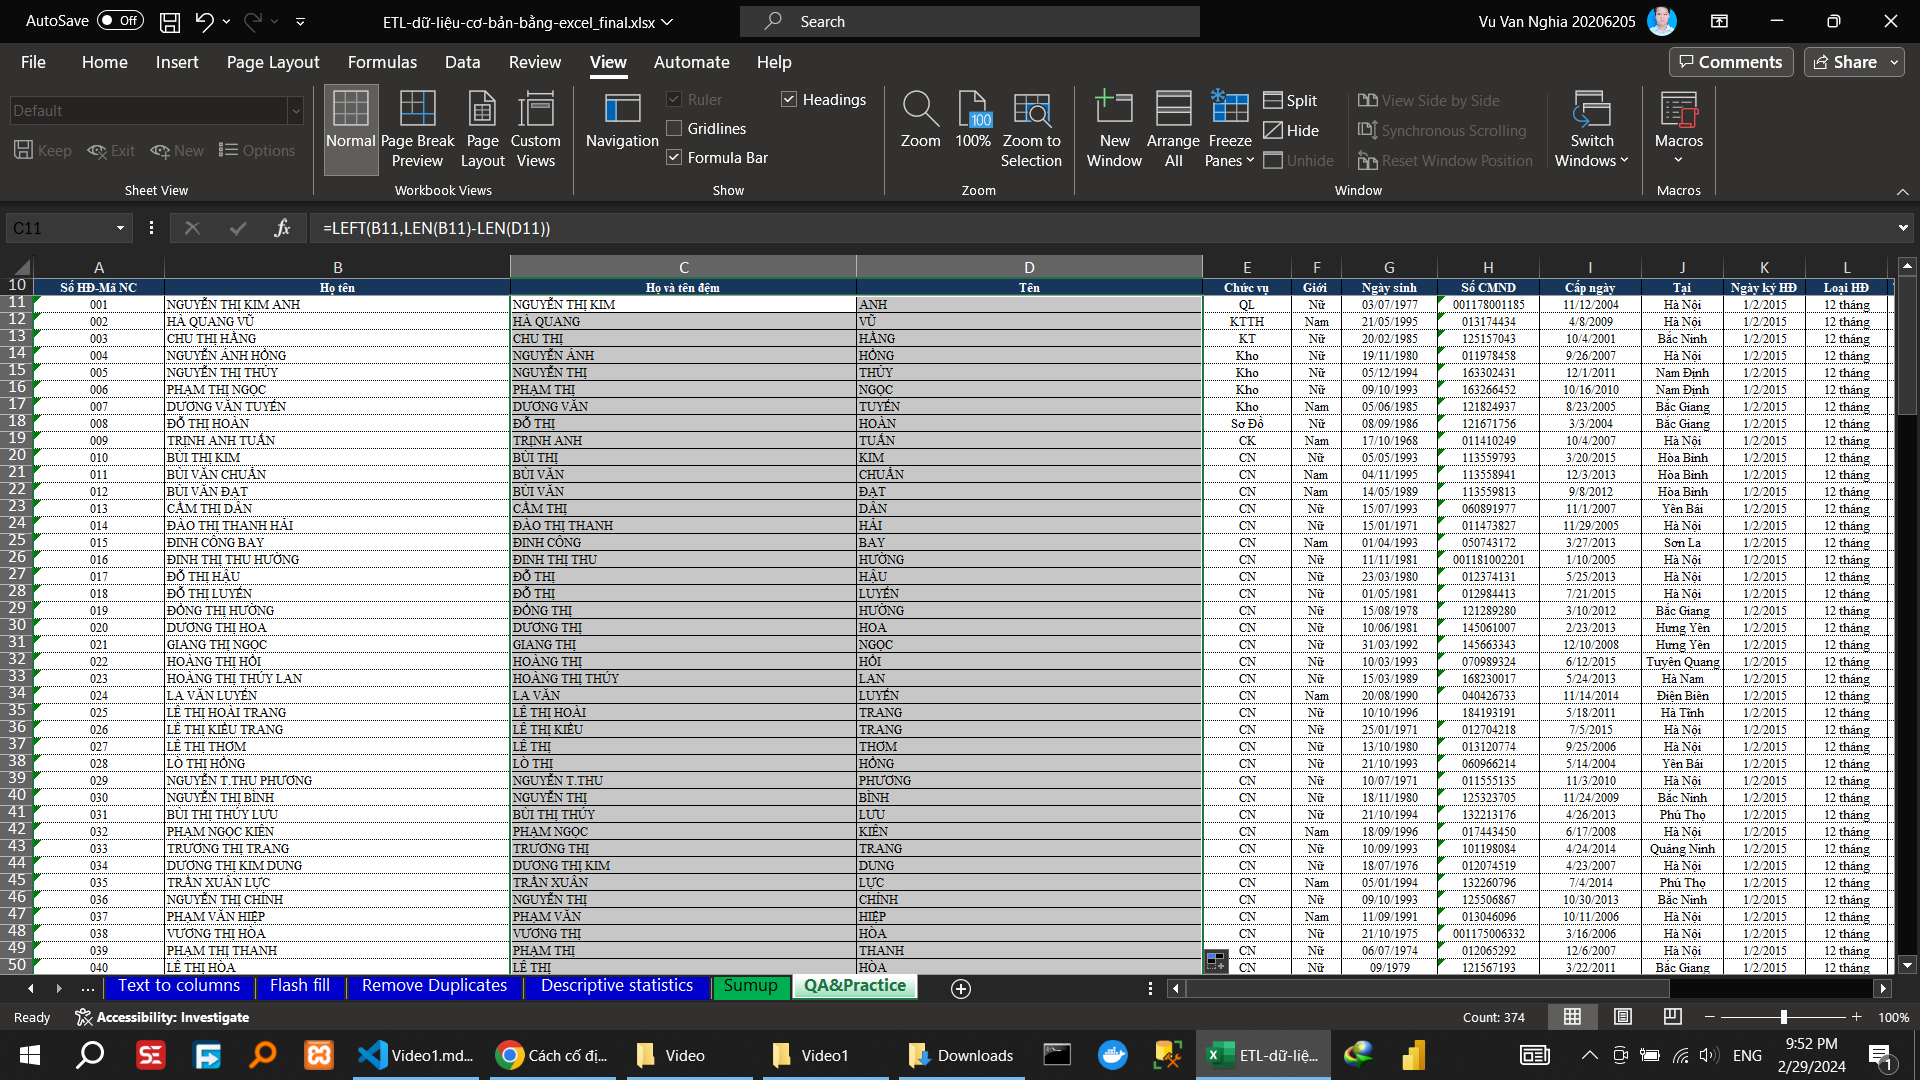 AutoSave Off ETL-dữ-liệu-cơ-bản-bằng-excel_final.xlsx Search Vu Van Nghia 20206205
File Home Insert Page Layout Formulas Data Review View Automate Help Comments Share
Default
Keep Exit New Options
Sheet View
Normal Page Break Preview Page Layout Custom Views
Workbook Views
Navigation Ruler Gridlines Formula Bar Headings
Show
Zoom 100 100% Zoom to Selection
Zoom
New Window Arrange All Freeze Panes Split Hide Unhide View Side by Side Synchronous Scrolling Reset Window Position Switch Windows
Window
Macros
Macros
C11 fx =LEFT(B11,LEN(B11)-LEN(D11))
A B C D E F G H I J K L
10 Số HĐ-Mã NC Họ tên Họ và tên đệm Tên Chức vụ Giới Ngày sinh Số CMND Cấp ngày Tại Ngày ký HĐ Loại HĐ
11 001 NGUYỄN THỊ KIM ANH NGUYỄN THỊ KIM ANH QL Nữ 03/07/1977 001178001185 11/12/2004 Hà Nội 1/2/2015 12 tháng
12 002 HÀ QUANG VŨ HÀ QUANG VŨ KTTH Nam 21/05/1995 013174434 4/8/2009 Hà Nội 1/2/2015 12 tháng
13 003 CHU THỊ HẰNG CHU THỊ HẰNG KT Nữ 20/02/1985 125157043 10/4/2001 Bắc Ninh 1/2/2015 12 tháng
14 004 NGUYỄN ÁNH HỒNG NGUYỄN ÁNH HỒNG Kho Nữ 19/11/1980 011978458 9/26/2007 Hà Nội 1/2/2015 12 tháng
15 005 NGUYỄN THỊ THÚY NGUYỄN THỊ THÚY Kho Nữ 05/12/1994 163302431 12/1/2011 Nam Định 1/2/2015 12 tháng
16 006 PHẠM THỊ NGỌC PHẠM THỊ NGỌC Kho Nữ 09/10/1993 163266452 10/16/2010 Nam Định 1/2/2015 12 tháng
17 007 DƯƠNG VĂN TUYỂN DƯƠNG VĂN TUYỂN Kho Nam 05/06/1985 121824937 8/23/2005 Bắc Giang 1/2/2015 12 tháng
18 008 ĐỖ THỊ HOÀN ĐỖ THỊ HOÀN Sơ Đồ Nữ 08/09/1986 121671756 3/3/2004 Bắc Giang 1/2/2015 12 tháng
19 009 TRỊNH ANH TUẤN TRỊNH ANH TUẤN CK Nam 17/10/1968 011410249 10/4/2007 Hà Nội 1/2/2015 12 tháng
20 010 BÙI THỊ KIM BÙI THỊ KIM CN Nữ 05/05/1993 113559793 3/20/2015 Hòa Bình 1/2/2015 12 tháng
21 011 BÙI VĂN CHUẨN BÙI VĂN CHUẨN CN Nam 04/11/1995 113558941 12/3/2013 Hòa Bình 1/2/2015 12 tháng
22 012 BÙI VĂN ĐẠT BÙI VĂN ĐẠT CN Nam 14/05/1989 113559813 9/8/2012 Hòa Bình 1/2/2015 12 tháng
23 013 CẦM THỊ DÂN CẦM THỊ DÂN CN Nữ 15/07/1993 060891977 11/1/2007 Yên Bái 1/2/2015 12 tháng
24 014 ĐÀO THỊ THANH HẢI ĐÀO THỊ THANH HẢI CN Nữ 15/01/1971 011473827 11/29/2005 Hà Nội 1/2/2015 12 tháng
25 015 ĐINH CÔNG BAY ĐINH CÔNG BAY CN Nam 01/04/1993 050743172 3/27/2013 Sơn La 1/2/2015 12 tháng
26 016 ĐINH THỊ THU HƯỜNG ĐINH THỊ THU HƯỜNG CN Nữ 11/11/1981 001181002201 1/10/2005 Hà Nội 1/2/2015 12 tháng
27 017 ĐỖ THỊ HẬU ĐỖ THỊ HẬU CN Nữ 23/03/1980 012374131 5/25/2013 Hà Nội 1/2/2015 12 tháng
28 018 ĐỖ THỊ LUYẾN ĐỖ THỊ LUYẾN CN Nữ 01/05/1981 012984413 7/21/2015 Hà Nội 1/2/2015 12 tháng
29 019 ĐỒNG THỊ HƯỜNG ĐỒNG THỊ HƯỜNG CN Nữ 15/08/1978 121289280 3/10/2012 Bắc Giang 1/2/2015 12 tháng
30 020 DƯƠNG THỊ HOA DƯƠNG THỊ HOA CN Nữ 10/06/1981 145061007 2/23/2013 Hưng Yên 1/2/2015 12 tháng
31 021 GIANG THỊ NGỌC GIANG THỊ NGỌC CN Nữ 31/03/1992 145663343 12/10/2008 Hưng Yên 1/2/2015 12 tháng
32 022 HOÀNG THỊ HỒI HOÀNG THỊ HỒI CN Nữ 10/03/1993 070989324 6/12/2015 Tuyên Quang 1/2/2015 12 tháng
33 023 HOÀNG THỊ THÚY LAN HOÀNG THỊ THÚY LAN CN Nữ 15/03/1989 168230017 5/24/2013 Hà Nam 1/2/2015 12 tháng
34 024 LA VĂN LUYỆN LA VĂN LUYỆN CN Nam 20/08/1990 040426733 11/14/2014 Điện Biên 1/2/2015 12 tháng
35 025 LÊ THỊ HOÀI TRANG LÊ THỊ HOÀI TRANG CN Nữ 10/10/1996 184193191 5/18/2011 Hà Tĩnh 1/2/2015 12 tháng
36 026 LÊ THỊ KIỀU TRANG LÊ THỊ KIỀU TRANG CN Nữ 25/01/1971 012704218 7/5/2015 Hà Nội 1/2/2015 12 tháng
37 027 LÊ THỊ THƠM LÊ THỊ THƠM CN Nữ 13/10/1980 013120774 9/25/2006 Hà Nội 1/2/2015 12 tháng
38 028 LÒ THỊ HỒNG LÒ THỊ HỒNG CN Nữ 21/10/1993 060966214 5/14/2004 Yên Bái 1/2/2015 12 tháng
39 029 NGUYỄN T.THU PHƯƠNG NGUYỄN T.THU PHƯƠNG CN Nữ 10/07/1971 011555135 11/3/2010 Hà Nội 1/2/2015 12 tháng
40 030 NGUYỄN THỊ BÌNH NGUYỄN THỊ BÌNH CN Nữ 18/11/1980 125323705 11/24/2009 Bắc Ninh 1/2/2015 12 tháng
41 031 BÙI THỊ THÚY LƯU BÙI THỊ THÚY LƯU CN Nữ 21/10/1994 132213176 4/26/2013 Phú Thọ 1/2/2015 12 tháng
42 032 PHẠM NGỌC KIÊN PHẠM NGỌC KIÊN CN Nam 18/09/1996 017443450 6/17/2008 Hà Nội 1/2/2015 12 tháng
43 033 TRƯƠNG THỊ TRANG TRƯƠNG THỊ TRANG CN Nữ 10/09/1993 101198084 4/24/2014 Quảng Ninh 1/2/2015 12 tháng
44 034 DƯƠNG THỊ KIM DUNG DƯƠNG THỊ KIM DUNG CN Nữ 18/07/1976 012074519 4/23/2007 Hà Nội 1/2/2015 12 tháng
45 035 TRẦN XUÂN LỰC TRẦN XUÂN LỰC CN Nam 05/01/1994 132260796 7/4/2014 Phú Thọ 1/2/2015 12 tháng
46 036 NGUYỄN THỊ CHÍNH NGUYỄN THỊ CHÍNH CN Nữ 09/10/1993 125506867 10/30/2013 Bắc Ninh 1/2/2015 12 tháng
47 037 PHẠM VĂN HIỆP PHẠM VĂN HIỆP CN Nam 11/09/1991 013046096 10/11/2006 Hà Nội 1/2/2015 12 tháng
48 038 VƯƠNG THỊ HÒA VƯƠNG THỊ HÒA CN Nữ 21/10/1975 001175006332 3/16/2006 Hà Nội 1/2/2015 12 tháng
49 039 PHẠM THỊ THANH PHẠM THỊ THANH CN Nữ 06/07/1974 012065292 12/6/2007 Hà Nội 1/2/2015 12 tháng
50 040 LÊ THỊ HÒA LÊ THỊ HÒA CN Nữ 09/1979 121567193 3/22/2011 Bắc Giang 1/2/2015 12 tháng
... Text to columns Flash fill Remove Duplicates Descriptive statistics Sumup QA&Practice
Ready Accessibility: Investigate Count: 374 100%
Video1.md... Cách cố đị... Video Video1 Downloads ETL-dữ-liệ... ENG 9:52 PM
2/29/2024 1